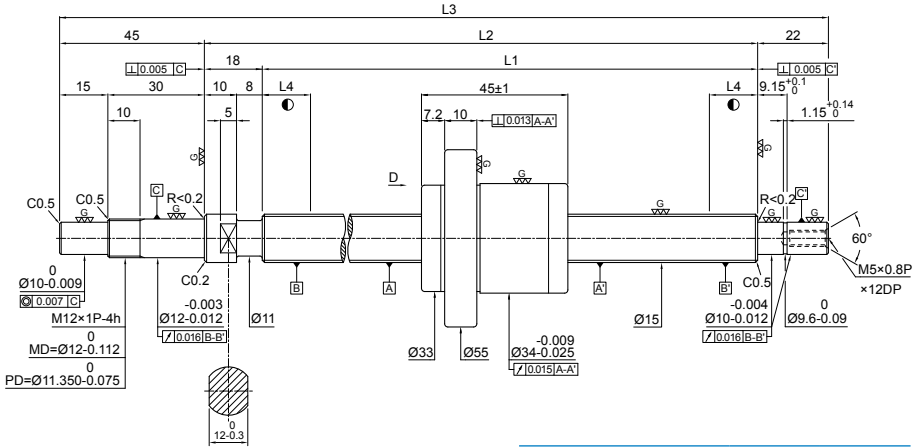 L3
45
L2
22
⊥ 0.005 C
18
L1
⊥ 0.005 C'
15
30
10
8
L4
45±1
L4
9.15 +0.1 0
10
5
7.2
10
⊥ 0.013 A-A'
1.15 +0.14 0
G
G
G
G
D
C0.5
C0.5
G
C
G
R<0.2
G
R<0.2
G
C'
G
60°
C0.2
B
A
A'
B'
C0.5
M5×0.8P
×12DP
0
Ø10-0.009
◎ 0.007 C
-0.003
Ø12-0.012
↗ 0.016 B-B'
Ø11
Ø15
-0.004
Ø10-0.012
↗ 0.016 B-B'
0
Ø9.6-0.09
M12×1P-4h
0
MD=Ø12-0.112
0
PD=Ø11.350-0.075
Ø33
Ø55
-0.009
Ø34-0.025
↗ 0.015 A-A'
0
12-0.3